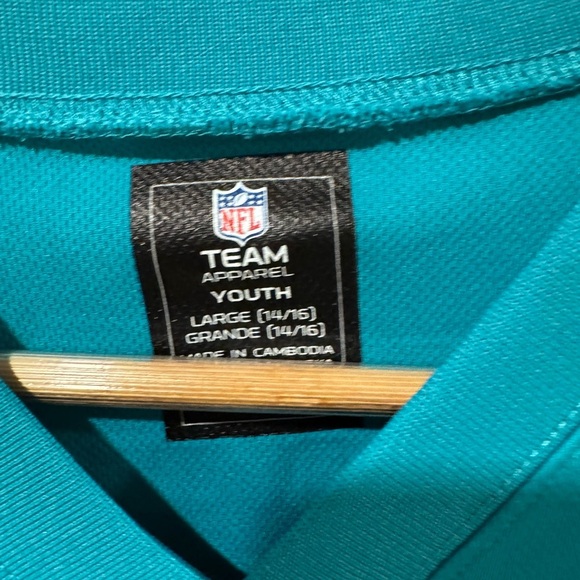 NFL
TEAM
APPAREL
YOUTH
LARGE (14/16)
GRANDE (14/16)
MADE IN CAMBODIA